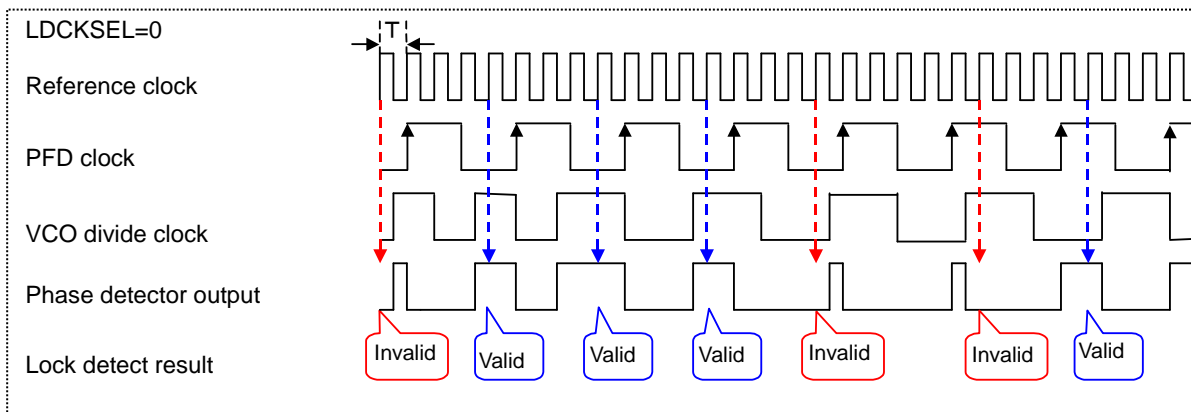 LDCKSEL=0
T
Reference clock
PFD clock
VCO divide clock
Phase detector output
Lock detect result
Invalid
Valid
Valid
Valid
Invalid
Invalid
Valid